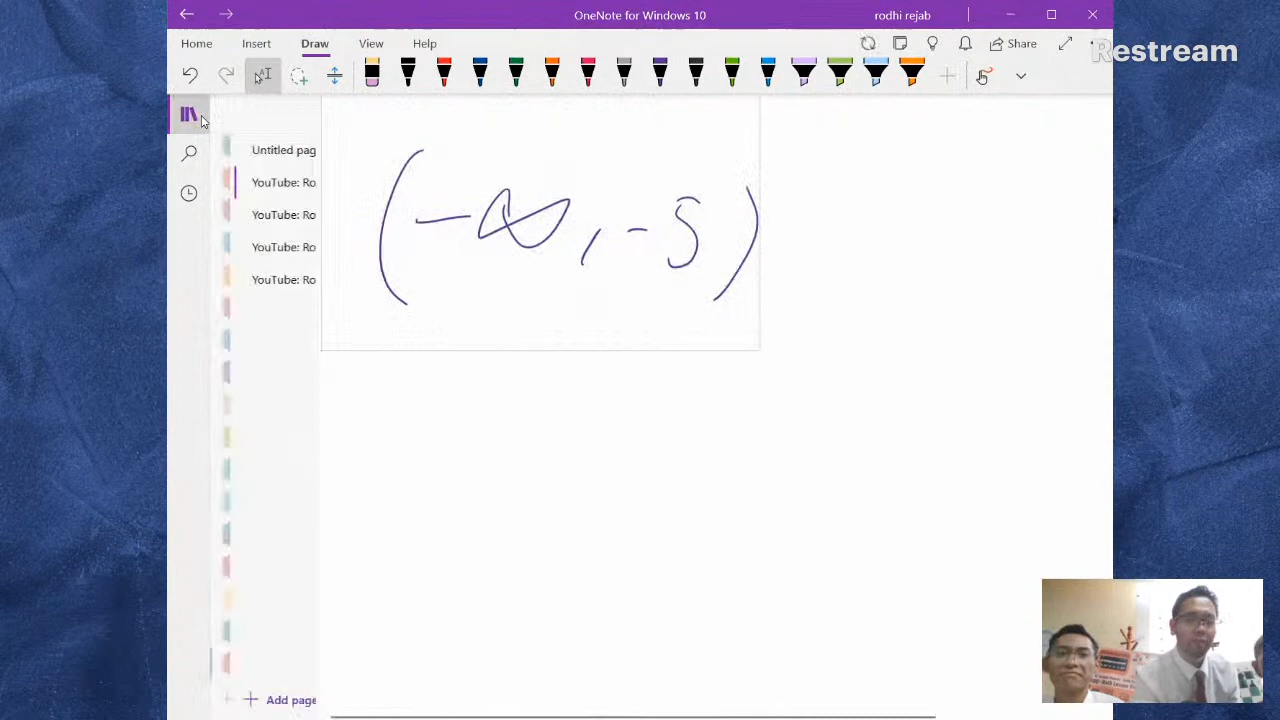 OneNote for Windows 10
rodhi rejab
Restream
Home
Insert
Draw
View
Help
Share
Untitled pag
YouTube: Ro
YouTube: Ro
YouTube: Ro
YouTube: Ro
(-∞, -5)
+ Add page